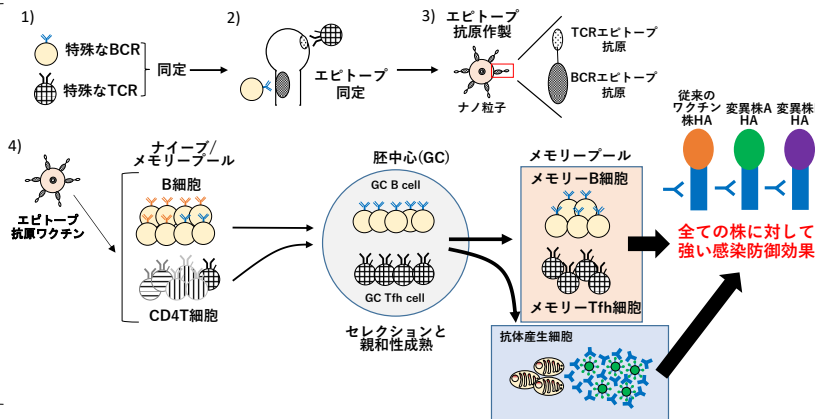 1)
特殊なBCR
特殊なTCR
同定
2)
エピトープ
同定
3)
エピトープ
抗原作製
ナノ粒子
TCRエピトープ
抗原
BCRエピトープ
抗原
4)
エピトープ
抗原ワクチン
ナイーブ/
メモリープール
B細胞
CD4T細胞
胚中心(GC)
GC B cell
GC Tfh cell
セレクションと
親和性成熟
メモリープール
メモリーB細胞
メモリーTfh細胞
抗体産生細胞
従来の
ワクチン
株HA
変異株A
HA
変異株
HA
全ての株に対して
強い感染防御効果